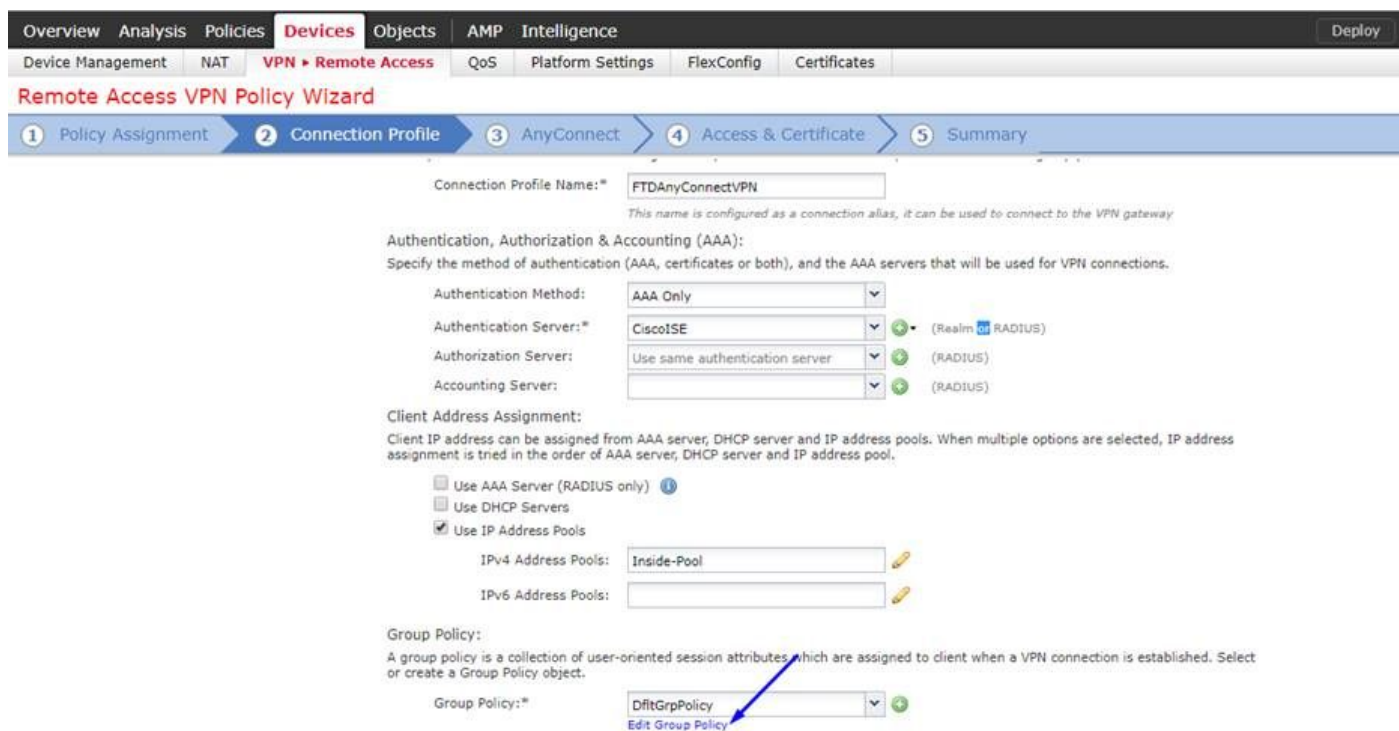 Overview Analysis Policies Devices Objects AMP Intelligence Deploy
Device Management NAT VPN ▸ Remote Access QoS Platform Settings FlexConfig Certificates
Remote Access VPN Policy Wizard
1 Policy Assignment 2 Connection Profile 3 AnyConnect 4 Access & Certificate 5 Summary
Connection Profile Name:* FTDAnyConnectVPN
This name is configured as a connection alias, it can be used to connect to the VPN gateway
Authentication, Authorization & Accounting (AAA):
Specify the method of authentication (AAA, certificates or both), and the AAA servers that will be used for VPN connections.
Authentication Method: AAA Only
Authentication Server:* CiscoISE (Realm or RADIUS)
Authorization Server: Use same authentication server (RADIUS)
Accounting Server: (RADIUS)
Client Address Assignment:
Client IP address can be assigned from AAA server, DHCP server and IP address pools. When multiple options are selected, IP address
assignment is tried in the order of AAA server, DHCP server and IP address pool.
Use AAA Server (RADIUS only)
Use DHCP Servers
Use IP Address Pools
IPv4 Address Pools: Inside-Pool
IPv6 Address Pools:
Group Policy:
A group policy is a collection of user-oriented session attributes which are assigned to client when a VPN connection is established. Select
or create a Group Policy object.
Group Policy:* DfltGrpPolicy
Edit Group Policy